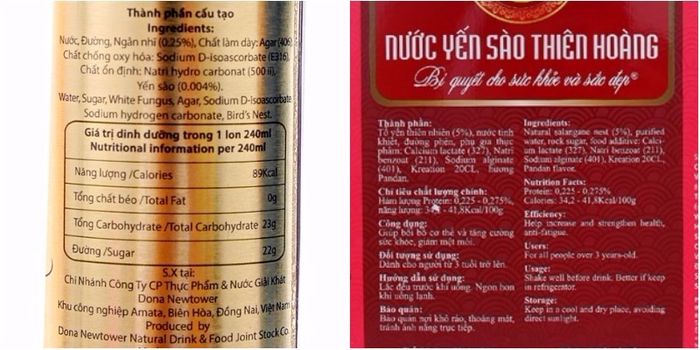 Thành phần cấu tạo
Ingredients:
Nước, Đường, Ngân nhĩ (0,25%), Chất làm dày: Agar (406)
Chất chống oxy hóa: Sodium D-isoascorbate (E316),
Chất ổn định: Natri hydro carbonat (500 ii),
Yến sào (0.004%).
Water, Sugar, White Fungus, Agar, Sodium D-isoascorbate
Sodium hydrogen carbonate, Bird's Nest.
Giá trị dinh dưỡng trong 1 lon 240ml
Nutritional information per 240ml
Năng lượng /Calories 89Kcal
Tổng chất béo /Total Fat 0g
Tổng Carbohydrate /Total Carbohydrate 23g
Đường /Sugar 22g
S.X tại:
Chi Nhánh Công Ty CP Thực Phẩm & Nước Giải Khát
Dona Newtower
Khu công nghiệp Amata, Biên Hòa, Đồng Nai, Việt Nam
Produced by
Dona Newtower Natural Drink & Food Joint Stock Co.
NƯỚC YẾN SÀO THIÊN HOÀNG
Bí quyết cho sức khỏe và sắc đẹp®
Thành phần:
Tổ yến thiên nhiên (5%), nước tinh
khiết, đường phèn, phụ gia thực
phẩm: Calcium lactate (327), Natri
benzoat (211), Sodium alginate
(401), Kreation 20CL, hương
Pandan.
Chỉ tiêu chất lượng chính:
Hàm lượng Protein: 0,225 - 0,275%,
năng lượng: - 41,8Kcal/100g
Công dụng:
Giúp bồi bổ cơ thể và tăng cường
sức khỏe, giảm mệt mỏi.
Đối tượng sử dụng:
Dành cho người từ 3 tuổi trở lên.
Hướng dẫn sử dụng:
Lắc đều trước khi uống. Ngon hơn
khi uống lạnh.
Bảo quản:
Bảo quản nơi khô ráo, thoáng mát,
tránh ánh nắng trực tiếp.
Ingredients:
Natural salangane nest (5%), purified
water, rock sugar, food additive: Calci-
um lactate (327), Natri benzoat (211),
Sodium alginate (401), Kreation 20CL,
Pandan flavor.
Nutrition Facts:
Protein: 0,225 - 0,275%
Calories: 34,2 - 41,8Kcal/100g
Efficiency:
Help increase and strengthen health,
anti-fatigue.
Users:
For all people over 3 years-old.
Usage:
Shake well before drink. Better if keep
in refrigerator.
Storage:
Keep in a cool and dry place, avoiding
direct sunlight.